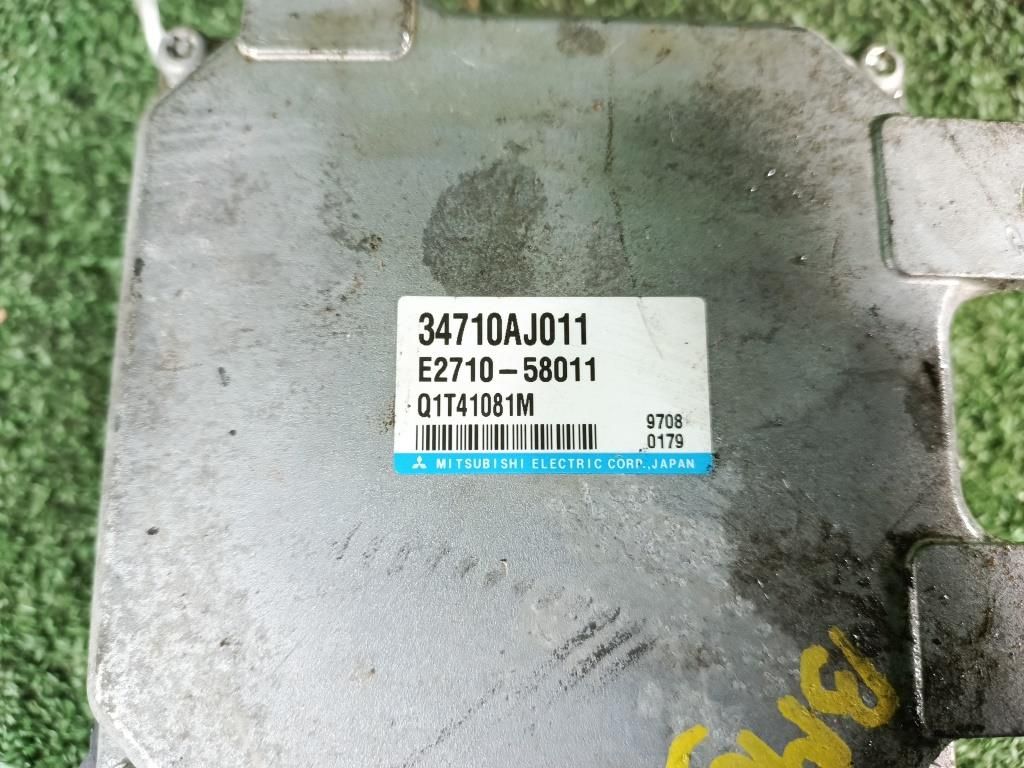 34710AJ011
E2710-58011
Q1T41081M
9708
0179
MITSUBISHI ELECTRIC CORP.,JAPAN